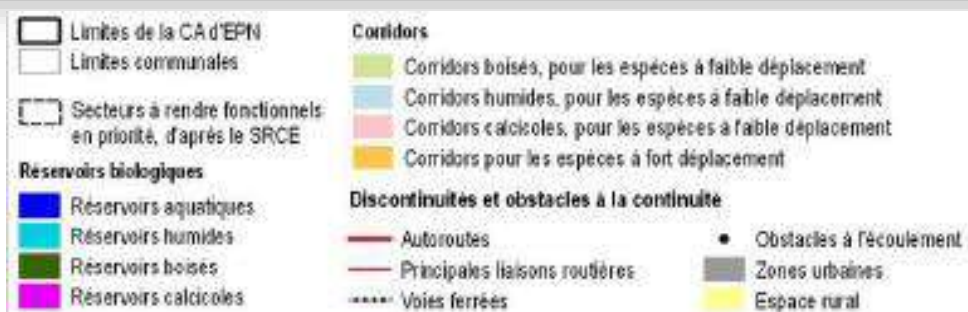 Limites de la CA d'EPN
Limites communales
Secteurs à rendre fonctionnels
en priorité, d'après le SRCE
Réservoirs biologiques
Réservoirs aquatiques
Réservoirs humides
Réservoirs boisés
Réservoirs calcicoles
Corridors
Corridors boisés, pour les espèces à faible déplacement
Corridors humides, pour les espèces à faible déplacement
Corridors calcicoles, pour les espèces à faible déplacement
Corridors pour les espèces à fort déplacement
Discontinuités et obstacles à la continuité
Autoroutes
Principales liaisons routières
Voies ferrées
Obstacles à l'écoulement
Zones urbaines
Espace rural